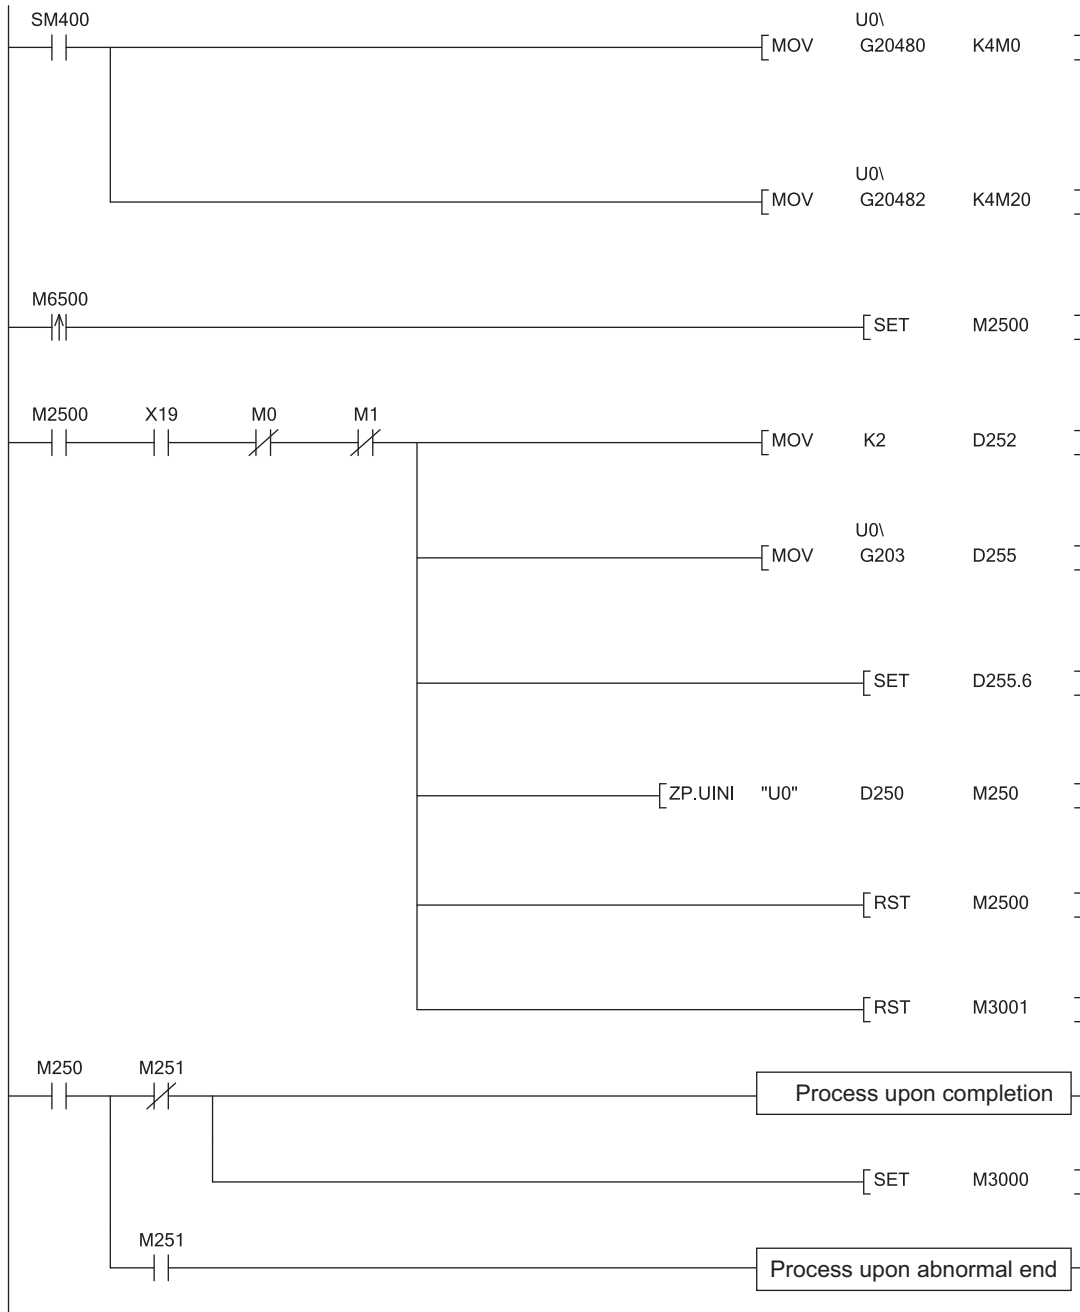 SM400
U0\
[MOV G20480 K4M0 ]
U0\
[MOV G20482 K4M20 ]
M6500
[SET M2500 ]
M2500 X19 M0 M1
[MOV K2 D252 ]
U0\
[MOV G203 D255 ]
[SET D255.6 ]
[ZP.UINI "U0" D250 M250 ]
[RST M2500 ]
[RST M3001 ]
M250 M251
Process upon completion
[SET M3000 ]
M251
Process upon abnormal end